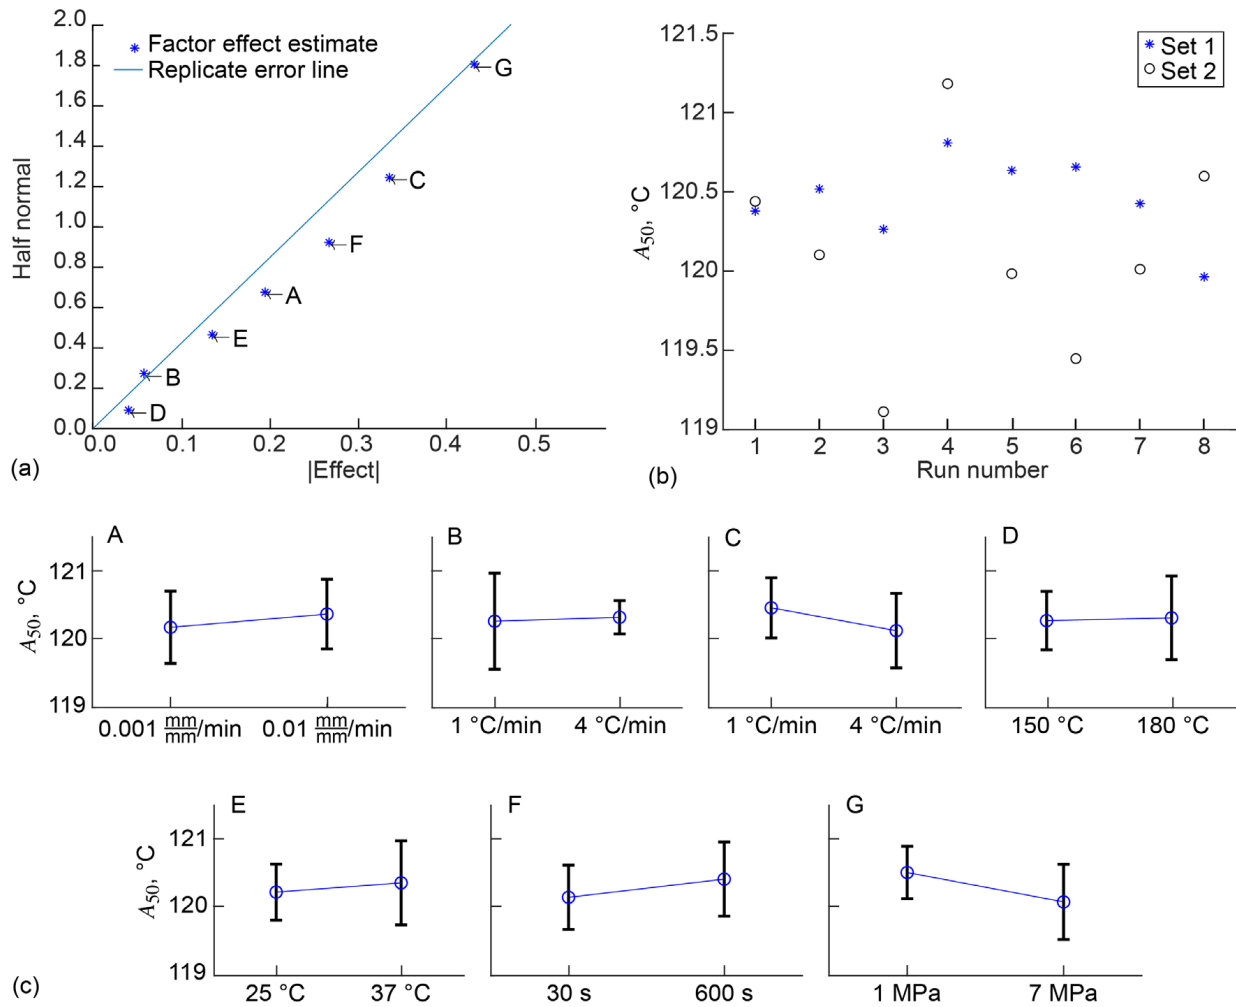 2.0
1.8
1.6
1.4
1.2
1.0
0.8
0.6
0.4
0.2
0.0
Half normal
Factor effect estimate
Replicate error line
G
C
F
A
E
B
D
0.0 0.1 0.2 0.3 0.4 0.5
|Effect|
(a)
121.5
121
120.5
120
119.5
119
A50, °C
Set 1
Set 2
1 2 3 4 5 6 7 8
Run number
(b)
A
121
120
119
A50, °C
0.001 mm/mm/min 0.01 mm/mm/min
B
1 °C/min 4 °C/min
C
1 °C/min 4 °C/min
D
150 °C 180 °C
E
121
120
119
A50, °C
25 °C 37 °C
F
30 s 600 s
G
1 MPa 7 MPa
(c)